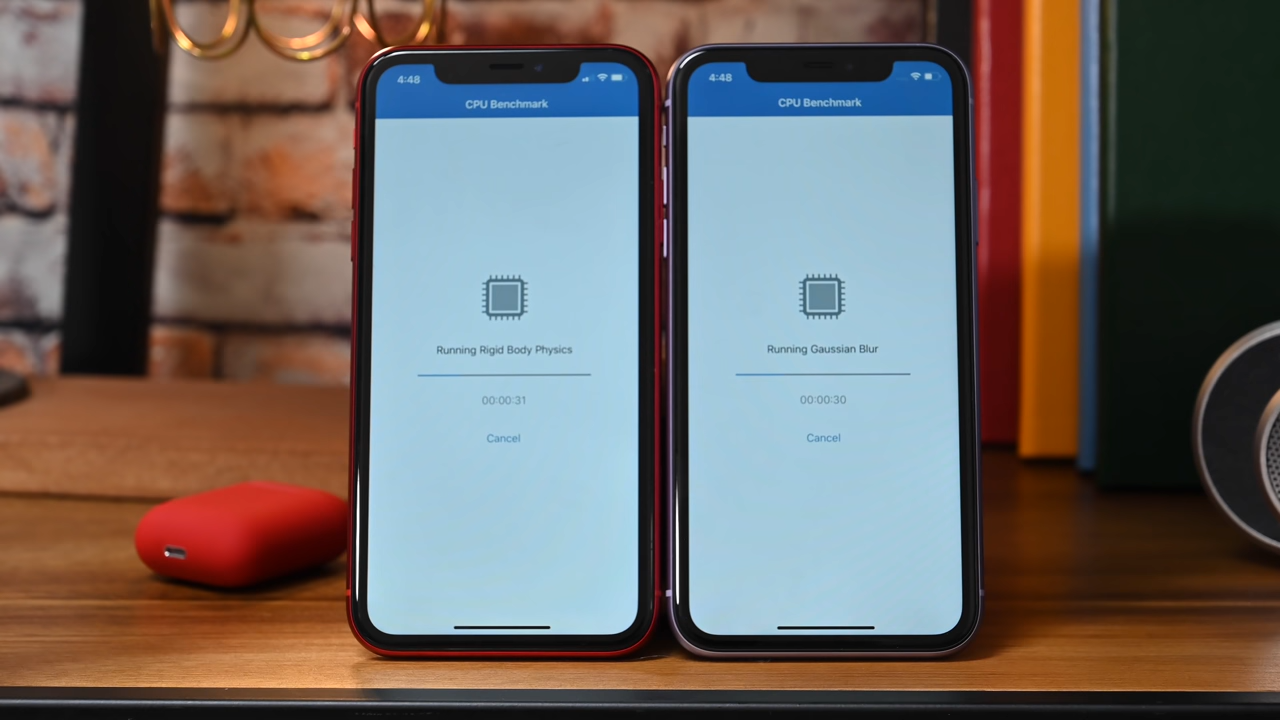 4:48
CPU Benchmark
Running Rigid Body Physics
00:00:31
Cancel
4:48
CPU Benchmark
Running Gaussian Blur
00:00:30
Cancel